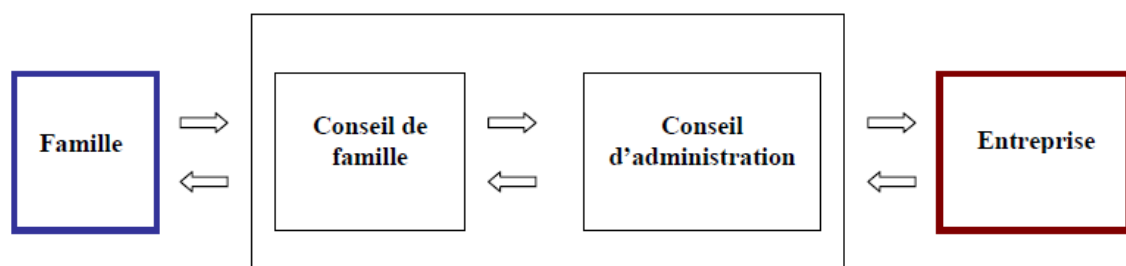 Famille
Conseil de
famille
Conseil
d'administration
Entreprise